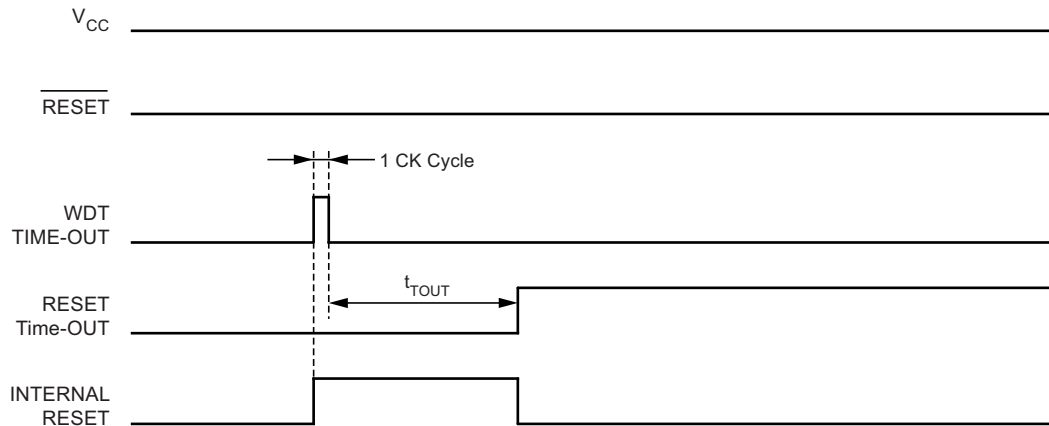 VCC
RESET
1 CK Cycle
WDT
TIME-OUT
tTOUT
RESET
Time-OUT
INTERNAL
RESET